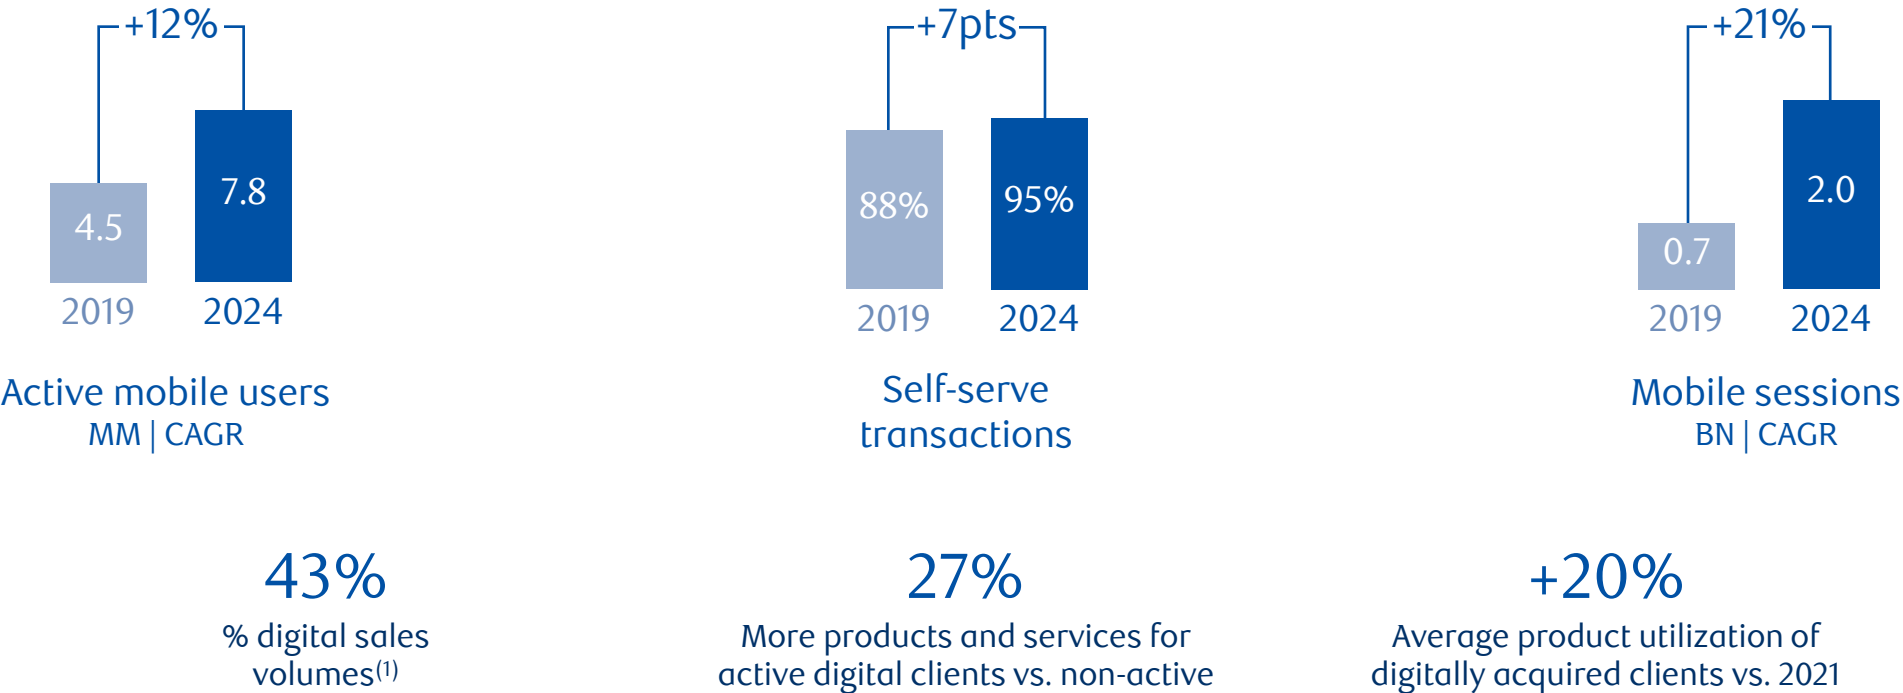 +12%
4.5
7.8
2019
2024
Active mobile users
MM | CAGR
+7pts
88%
95%
2019
2024
Self-serve
transactions
+21%
0.7
2.0
2019
2024
Mobile sessions
BN | CAGR
43%
% digital sales
volumes(1)
27%
More products and services for
active digital clients vs. non-active
+20%
Average product utilization of
digitally acquired clients vs. 2021